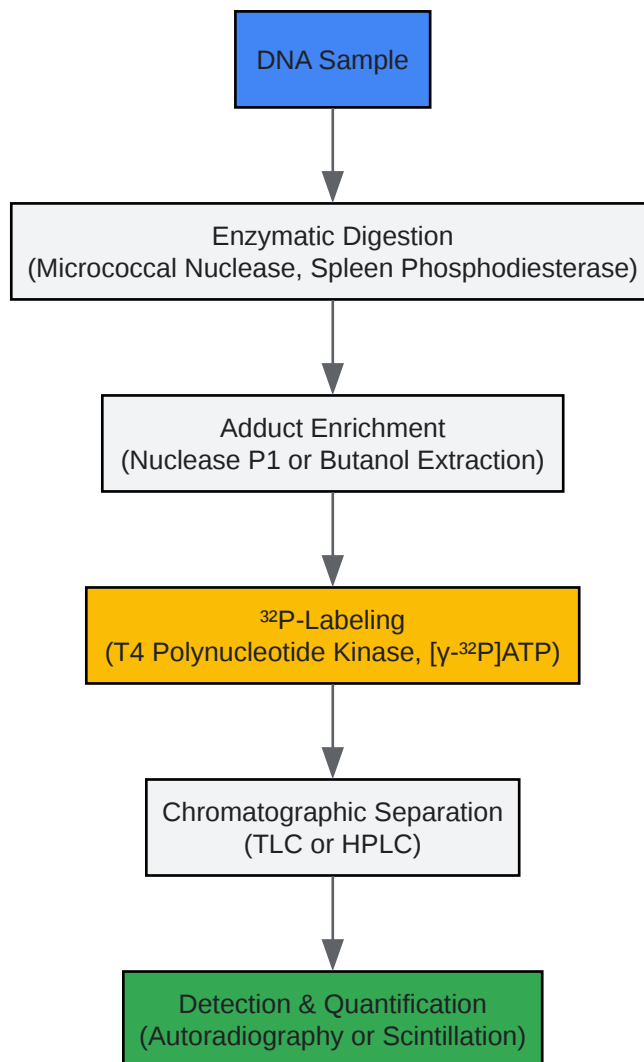 DNA Sample
Enzymatic Digestion
(Micrococcal Nuclease, Spleen Phosphodiesterase)
Adduct Enrichment
(Nuclease P1 or Butanol Extraction)
³²P-Labeling
(T4 Polynucleotide Kinase, [γ-³²P]ATP)
Chromatographic Separation
(TLC or HPLC)
Detection & Quantification
(Autoradiography or Scintillation)